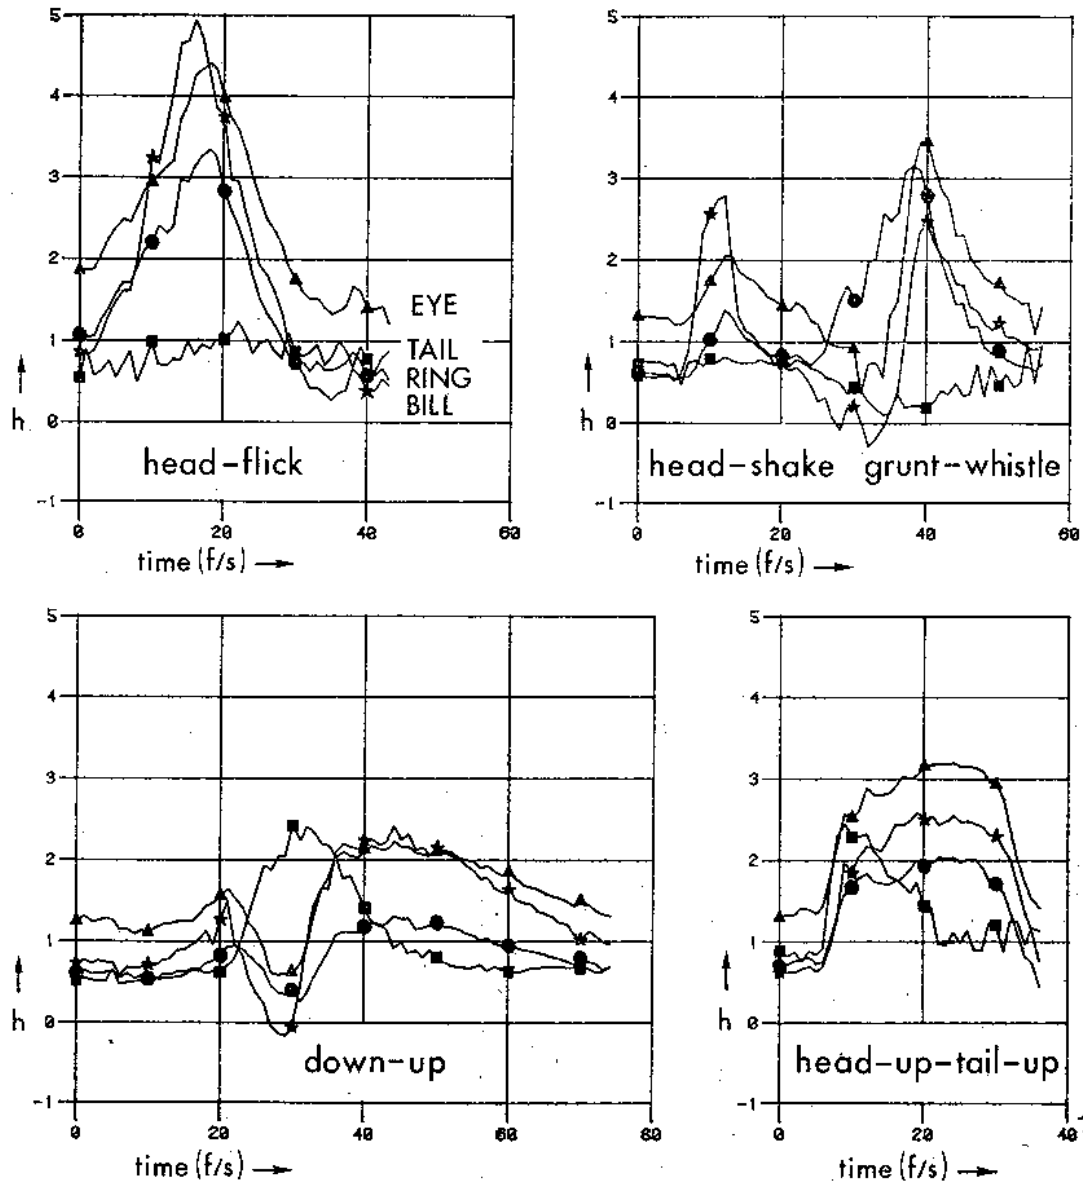 5
4
3
2
1
h 0
-1
EYE
TAIL
RING
BILL
head-flick
0 20 40 60
time (f/s)
5
4
3
2
1
h 0
-1
head-shake grunt-whistle
0 20 40 60
time (f/s)
5
4
3
2
1
h 0
-1
down-up
0 20 40 60 80
time (f/s)
5
4
3
2
1
h 0
-1
head-up-tail-up
0 20 40
time (f/s)